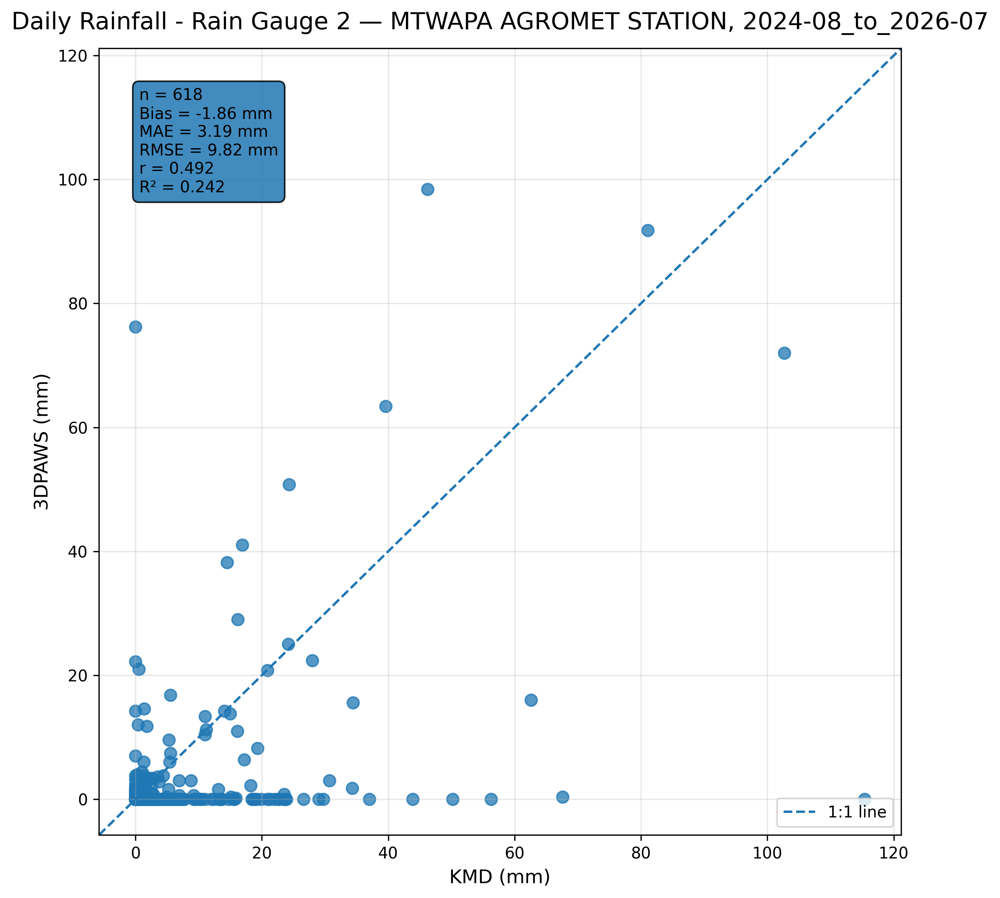 Daily Rainfall - Rain Gauge 2 — MTWAPA AGROMET STATION, 2024-08_to_2026-07
120
100
80
60
40
20
0
3DPAWS (mm)
n = 618
Bias = -1.86 mm
MAE = 3.19 mm
RMSE = 9.82 mm
r = 0.492
R² = 0.242
1:1 line
0 20 40 60 80 100 120
KMD (mm)